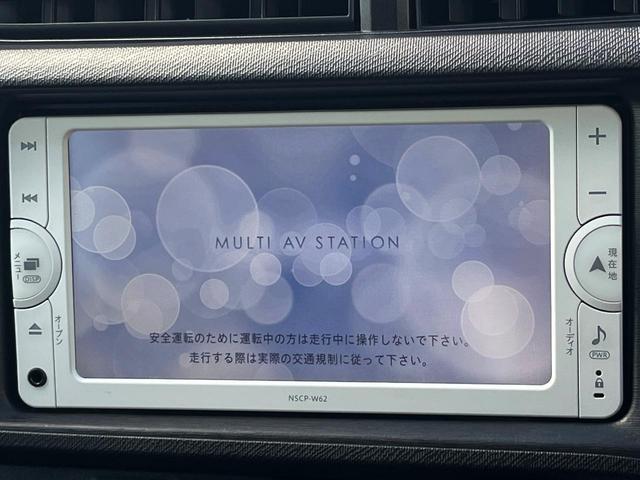 MULTI AV STATION
安全運転のために運転中の方は走行中に操作しないで下さい。
走行する際は実際の交通規制に従って下さい。
メニュー
DISP
オープン
現在地
オーディオ
PWR
NSCP-W62